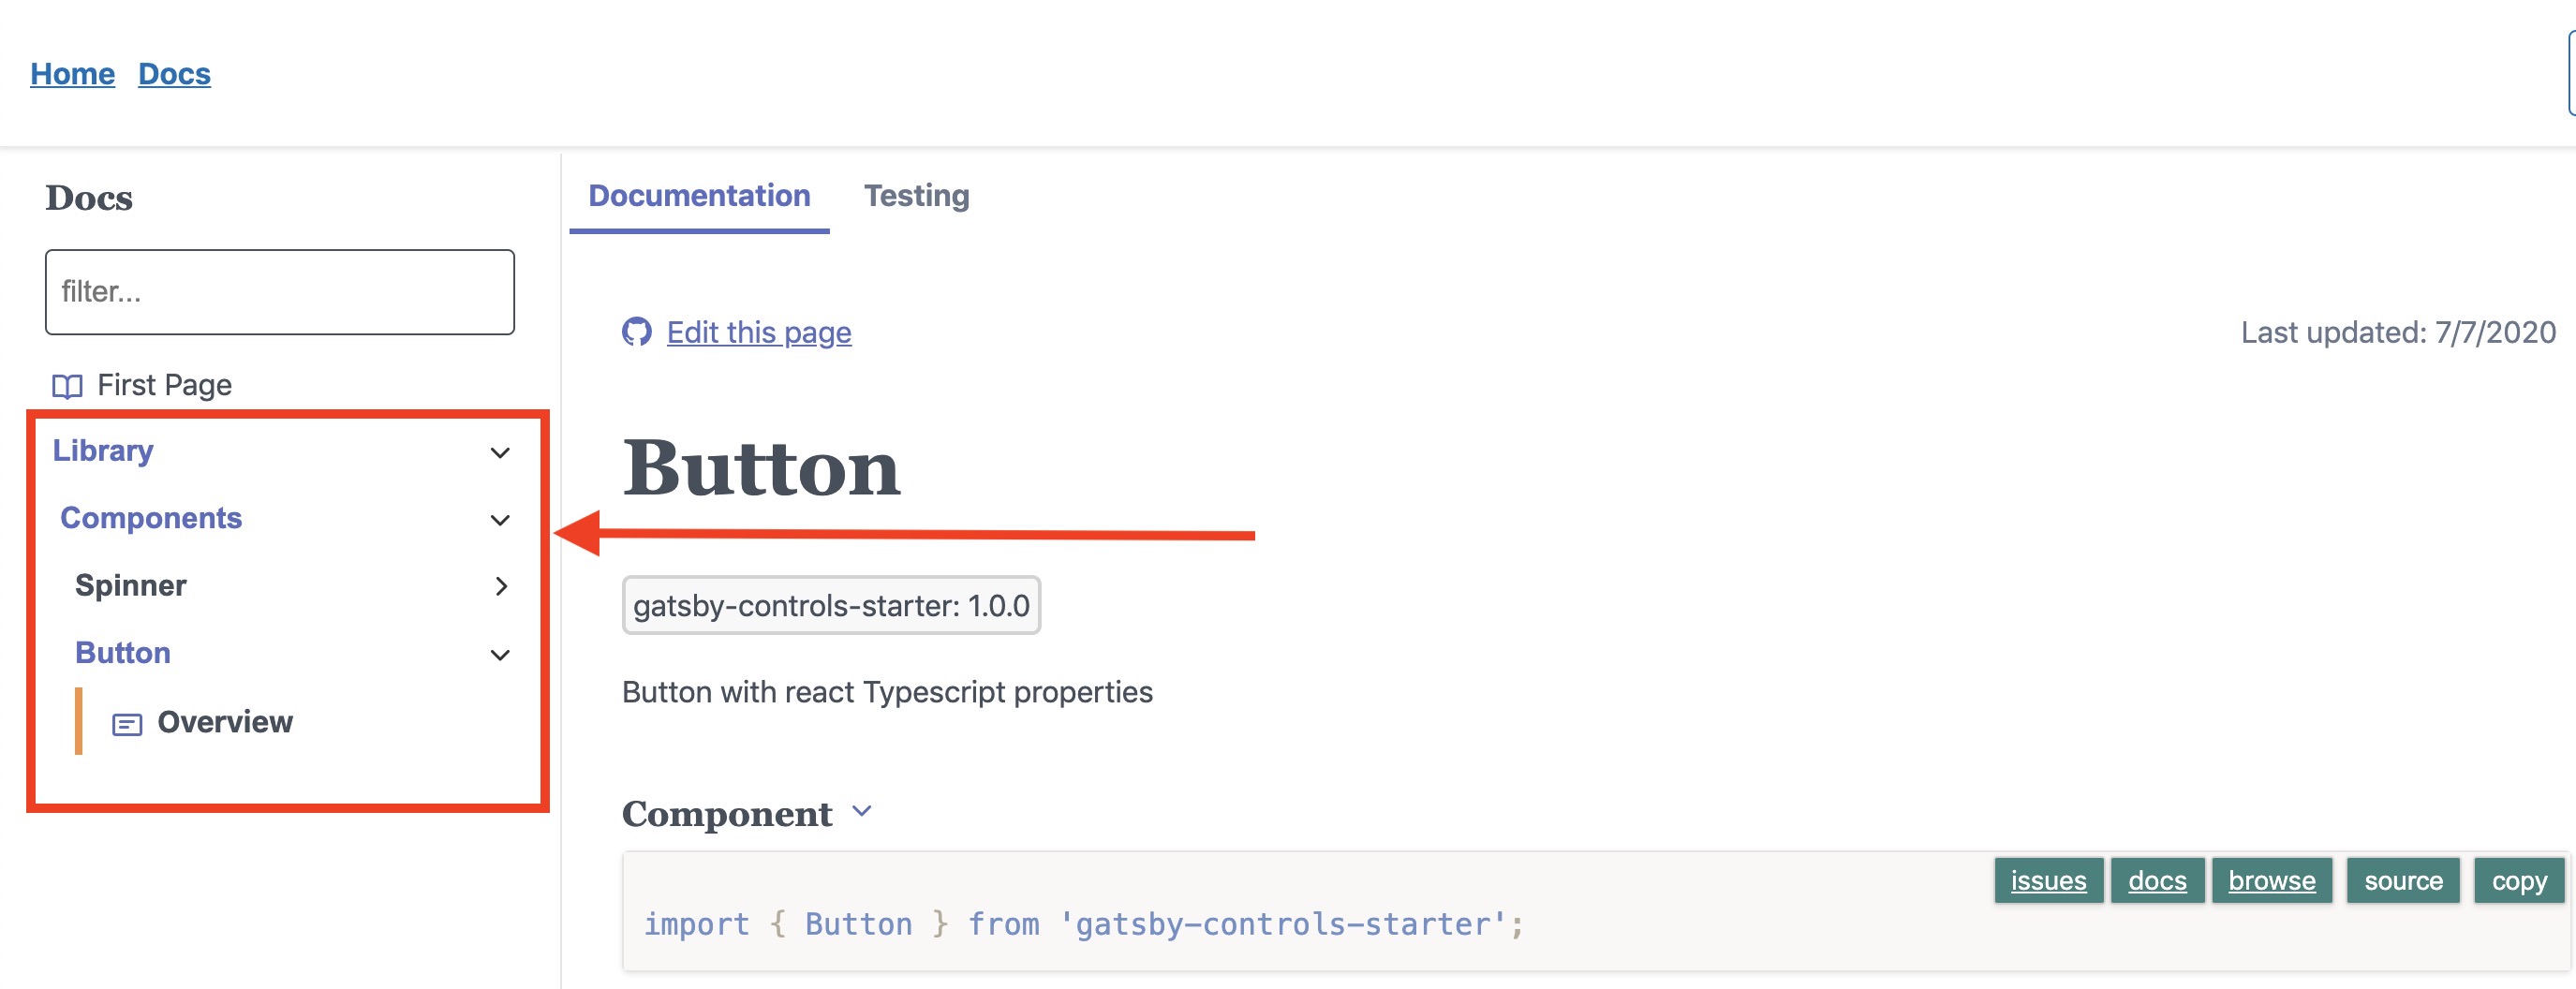 Home Docs
Docs
filter...
First Page
Library
Components
Spinner
Button
Overview
Documentation Testing
Edit this page
Last updated: 7/7/2020
Button
gatsby-controls-starter: 1.0.0
Button with react Typescript properties
Component
issues docs browse source copy
import { Button } from 'gatsby-controls-starter';